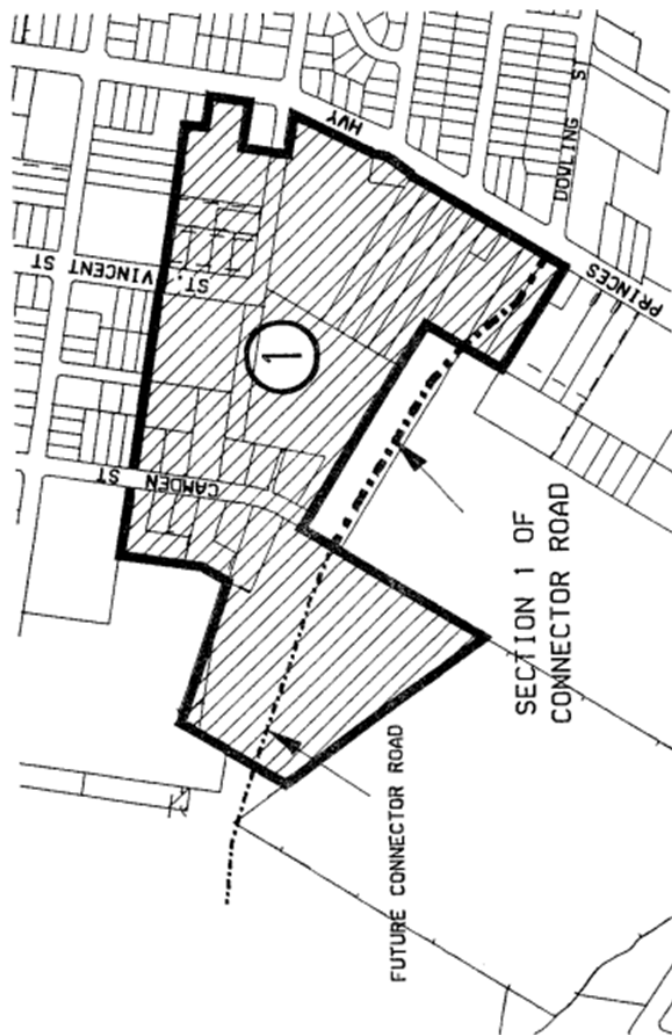 HWY
DOWLING ST
VINCENT ST
ST.
PRINCES
1
CAMDEN ST
SECTION 1 OF
CONNECTOR ROAD
FUTURE CONNECTOR ROAD